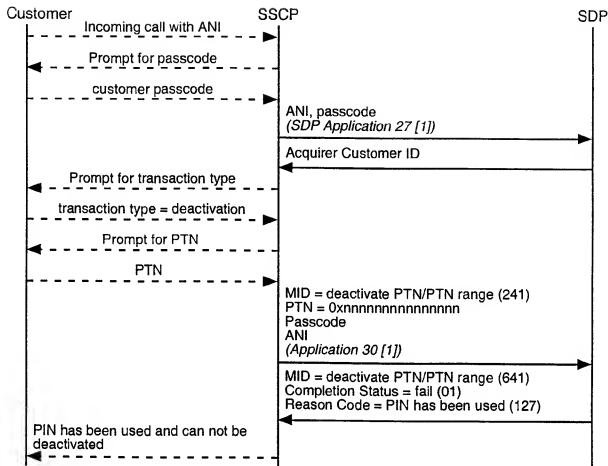 Customer
SSCP
SDP
Incoming call with ANI
Prompt for passcode
customer passcode
ANI, passcode
(SDP Application 27 [1])
Acquirer Customer ID
Prompt for transaction type
transaction type = deactivation
Prompt for PTN
PTN
MID = deactivate PTN/PTN range (241)
PTN = 0xnnnnnnnnnnnnnnnn
Passcode
ANI
(Application 30 [1])
MID = deactivate PTN/PTN range (641)
Completion Status = fail (01)
Reason Code = PIN has been used (127)
PIN has been used and can not be
deactivated